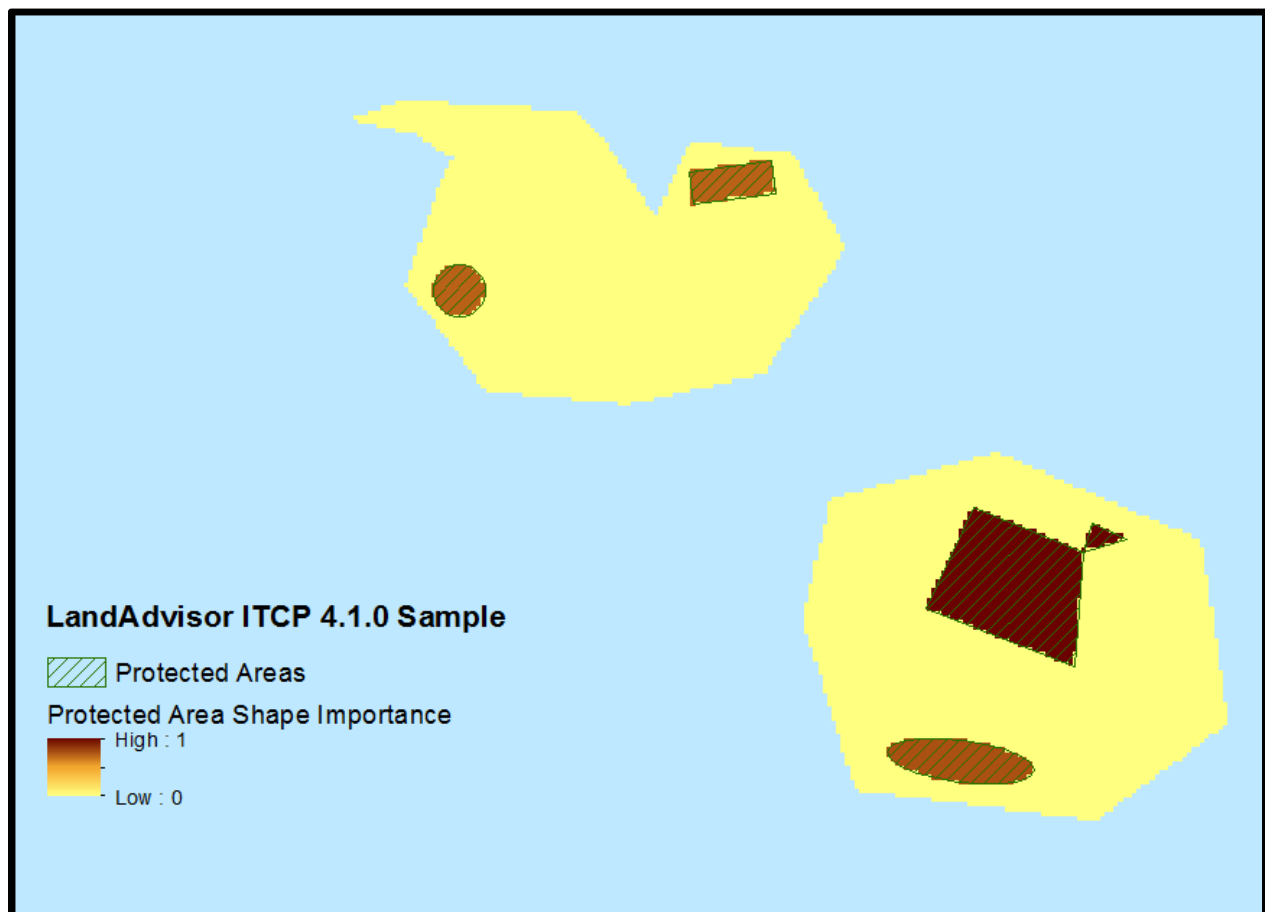 LandAdvisor ITCP 4.1.0 Sample
Protected Areas
Protected Area Shape Importance
High : 1
Low : 0